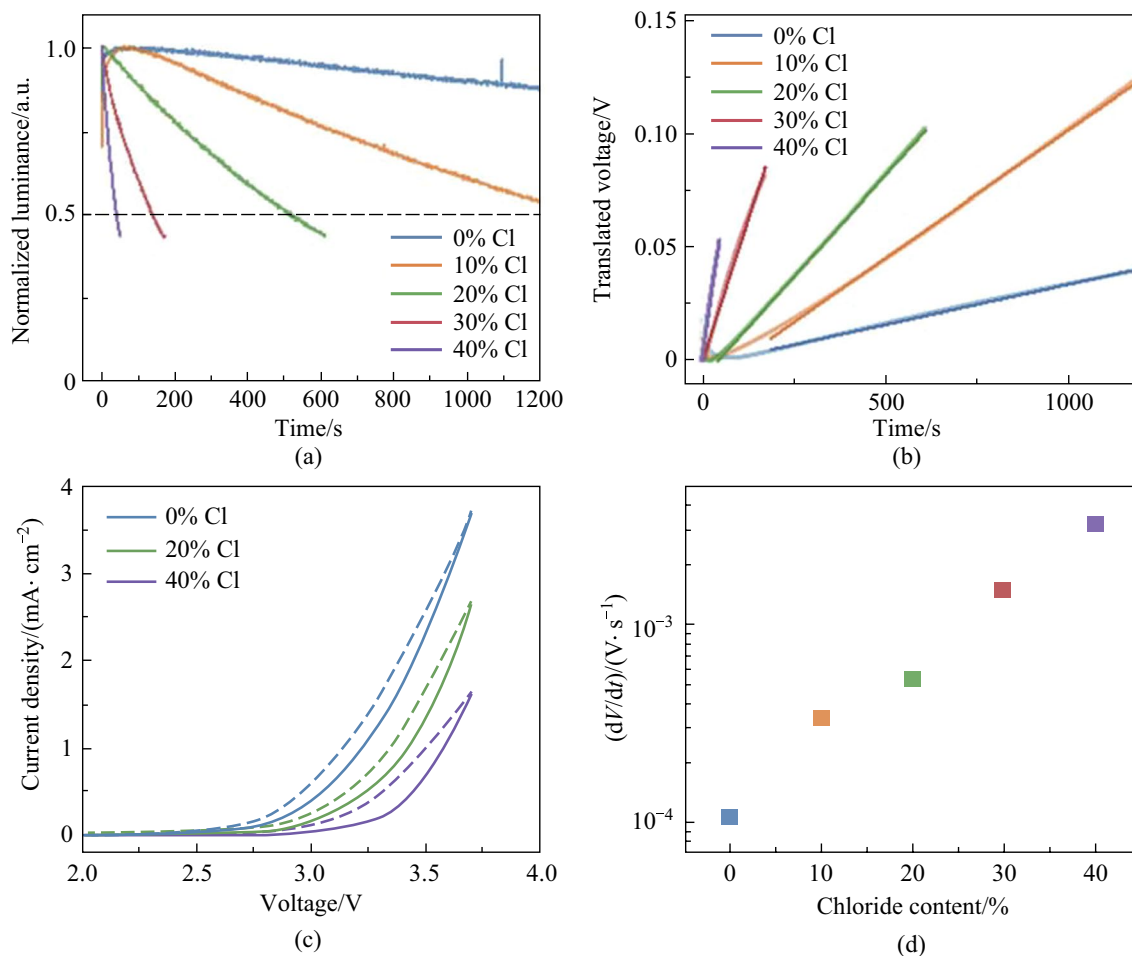 Normalized luminance/a.u.
1.0
0.5
1.0
0% Cl
10% Cl
20% Cl
30% Cl
40% Cl
0 200 400 600 800 1000 1200
Time/s
(a)
Translated voltage/V
0.15
0.10
0.05
0
0% Cl
10% Cl
20% Cl
30% Cl
40% Cl
0 500 1000
Time/s
(b)
Current density/(mA· cm−2)
4
3
2
1
0
0% Cl
20% Cl
40% Cl
2.0 2.5 3.0 3.5 4.0
Voltage/V
(c)
(dV/dt)/(V· s−1)
10−3
10−4
0 10 20 30 40
Chloride content/%
(d)